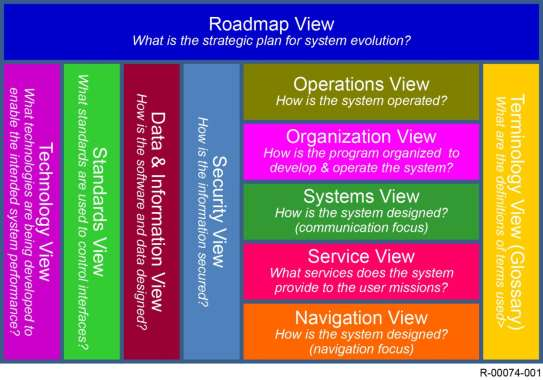 Roadmap View
What is the strategic plan for system evolution?
Technology View
What technologies are being developed to
enable the intended system performance?
Standards View
What standards are used to control interfaces?
Data & Information View
How is the software and data designed?
Security View
How is the information secured?
Operations View
How is the system operated?
Organization View
How is the program organized to
develop & operate the system?
Systems View
How is the system designed?
(communication focus)
Service View
What services does the system
provide to the user missions?
Navigation View
How is the system designed?
(navigation focus)
Terminology View (Glossary)
What are the definitions of terms used>
R-00074-001